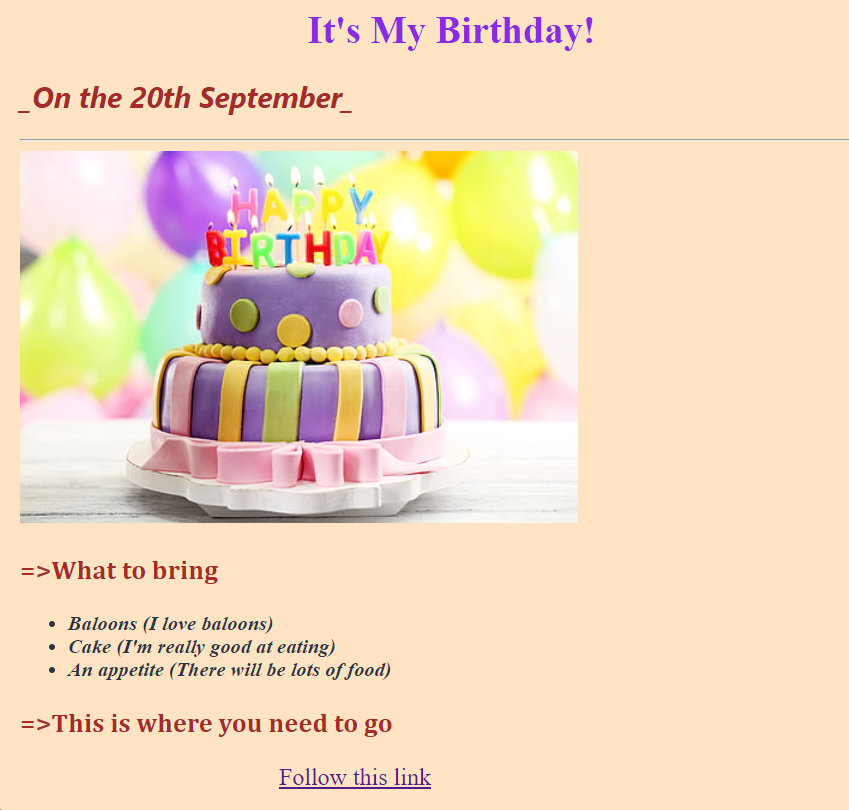 It's My Birthday!
_On the 20th September_
HAPPY
BIRTHDAY
=>What to bring
Baloons (I love baloons)
Cake (I'm really good at eating)
An appetite (There will be lots of food)
=>This is where you need to go
Follow this link